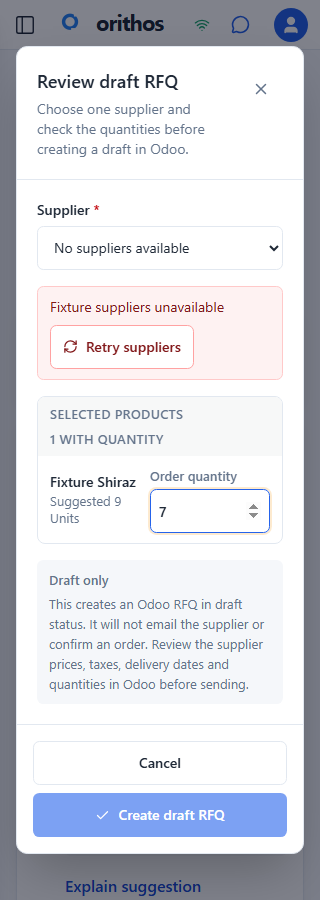 orithos
Review draft RFQ
Choose one supplier and
check the quantities before
creating a draft in Odoo.
Supplier *
No suppliers available
Fixture suppliers unavailable
Retry suppliers
SELECTED PRODUCTS
1 WITH QUANTITY
Fixture Shiraz
Suggested 9
Units
Order quantity
7
Draft only
This creates an Odoo RFQ in draft
status. It will not email the supplier or
confirm an order. Review the supplier
prices, taxes, delivery dates and
quantities in Odoo before sending.
Cancel
Create draft RFQ
Explain suggestion